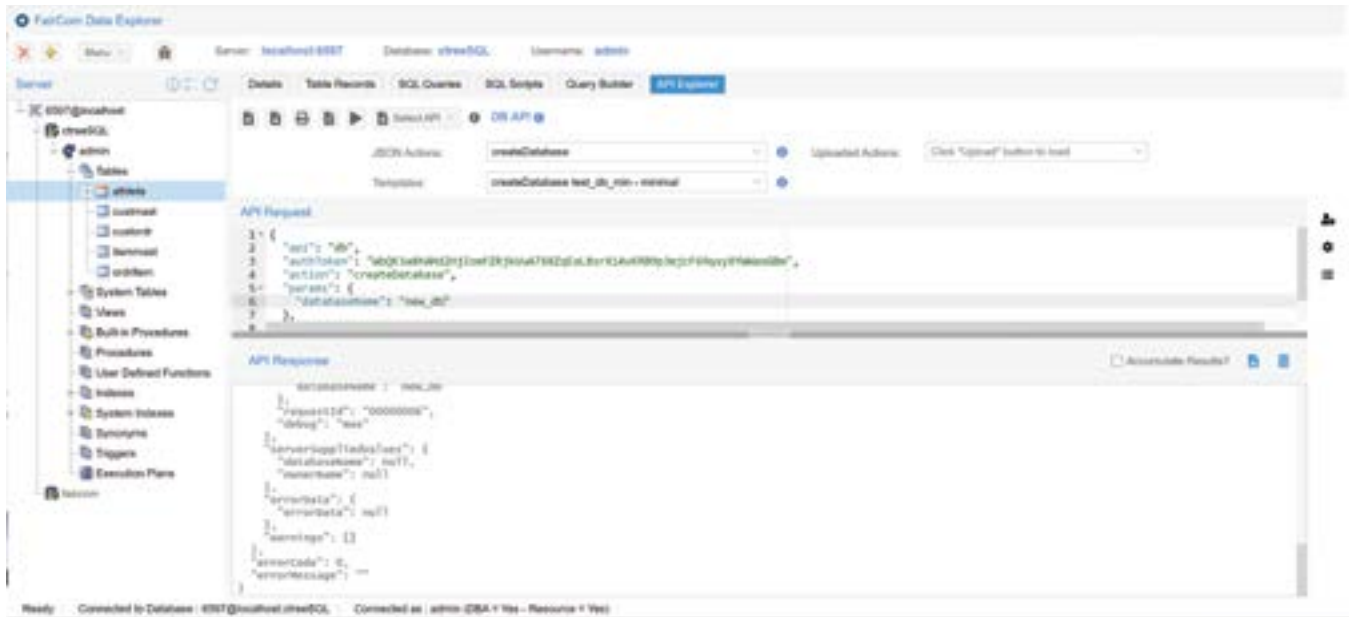 FairCom Data Explorer
Menu Server: localhost:6597 Database: ctreeSQL Username: admin
Server Details Table Records SQL Queries SQL Scripts Query Builder API Explorer
6597@localhost
ctreeSQL
admin
Tables
athlete
custmast
custordr
itemmast
ordritem
System Tables
Views
Built-in Procedures
Procedures
User Defined Functions
Indexes
System Indexes
Synonyms
Triggers
Execution Plans
faircom
Select API DB API
JSON Actions: createDatabase Uploaded Actions: Click "Upload" button to load
Templates: createDatabase test_db_min - minimal
API Request
1 {
2 "api": "db",
3 "authToken":
4 "action": "createDatabase",
5 "params": {
6 "databaseName": "new_db"
7 },
8
API Response Accumulate Results?
"databaseName": "new_db"
},
"requestId": "00000006",
"debug": "max"
},
"serverSuppliedValues": {
"databaseName": null,
"ownerName": null
},
"errorData": {
"errorData": null
},
"warnings": []
},
"errorCode": 0,
"errorMessage": ""
}
Ready Connected to Database : 6597@localhost:ctreeSQL Connected as : admin (DBA = Yes - Resource = Yes)